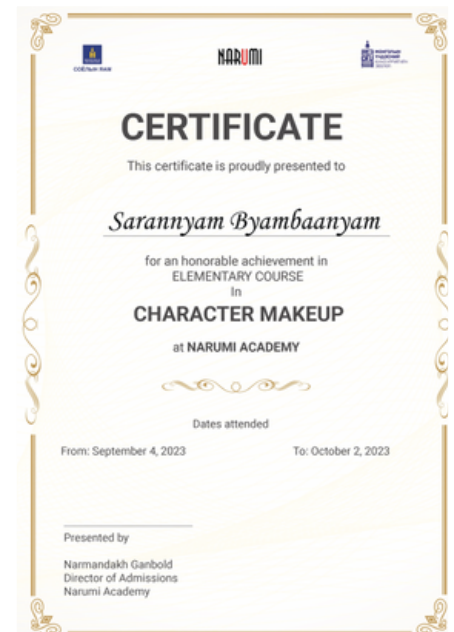 СОЁЛЫН ЯАМ
NARUMI
CERTIFICATE
This certificate is proudly presented to
Sarannyam Byambaanyam
for an honorable achievement in
ELEMENTARY COURSE
In
CHARACTER MAKEUP
at NARUMI ACADEMY
Dates attended
From: September 4, 2023
To: October 2, 2023
Presented by
Narmandakh Ganbold
Director of Admissions
Narumi Academy